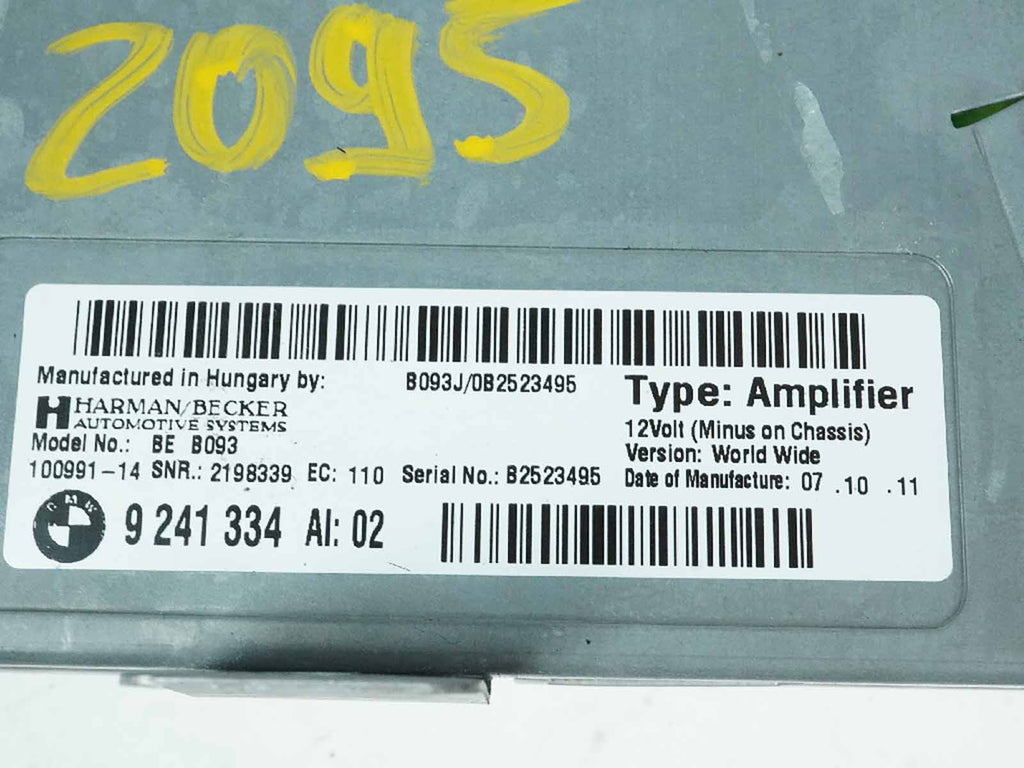 2095
Manufactured in Hungary by:
B093J/0B2523495
HARMAN/BECKER
AUTOMOTIVE SYSTEMS
Type: Amplifier
12Volt (Minus on Chassis)
Model No.: BE B093
Version: World Wide
100991-14 SNR.: 2198339 EC: 110 Serial No.: B2523495
Date of Manufacture: 07 .10 .11
BMW
9 241 334 AI: 02